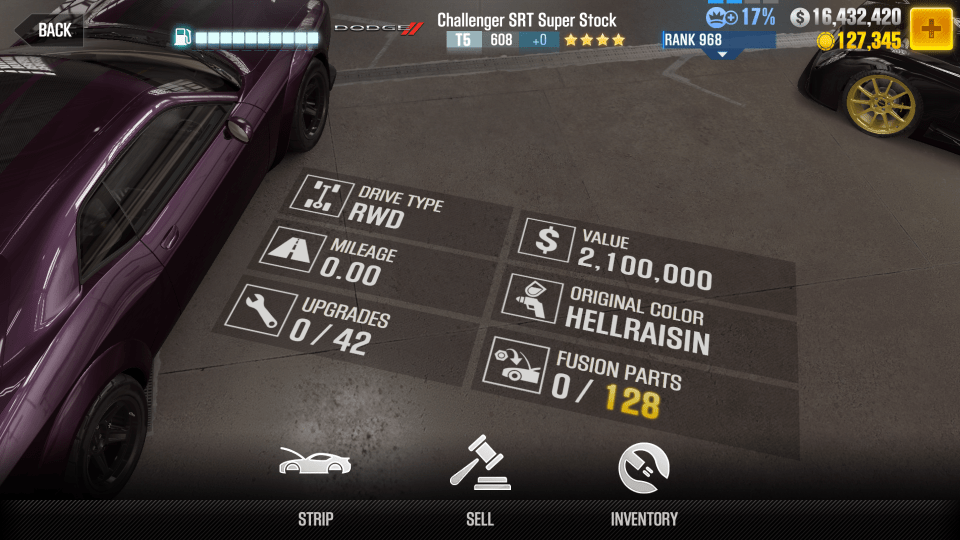 BACK
DODGE
Challenger SRT Super Stock
T5 608 +0
17%
RANK 968
$ 16,432,420
127,345
DRIVE TYPE
RWD
MILEAGE
0.00
UPGRADES
0 / 42
$
VALUE
2,100,000
ORIGINAL COLOR
HELLRAISIN
FUSION PARTS
0 / 128
STRIP
SELL
INVENTORY